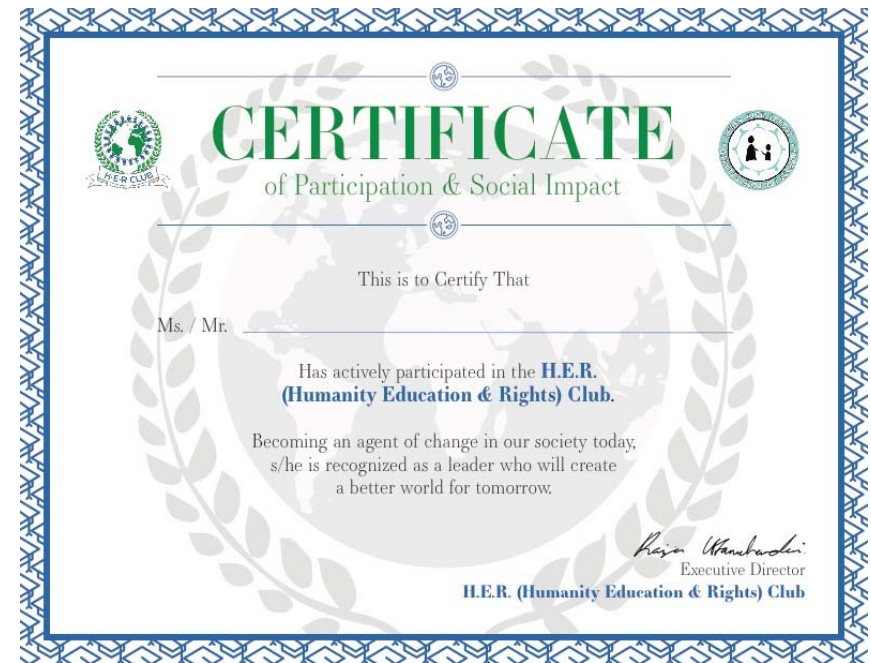 CERTIFICATE
of Participation & Social Impact
H·E·R CLUB
This is to Certify That
Ms. / Mr.
Has actively participated in the H.E.R.
(Humanity Education & Rights) Club.
Becoming an agent of change in our society today,
s/he is recognized as a leader who will create
a better world for tomorrow.
Executive Director
H.E.R. (Humanity Education & Rights) Club